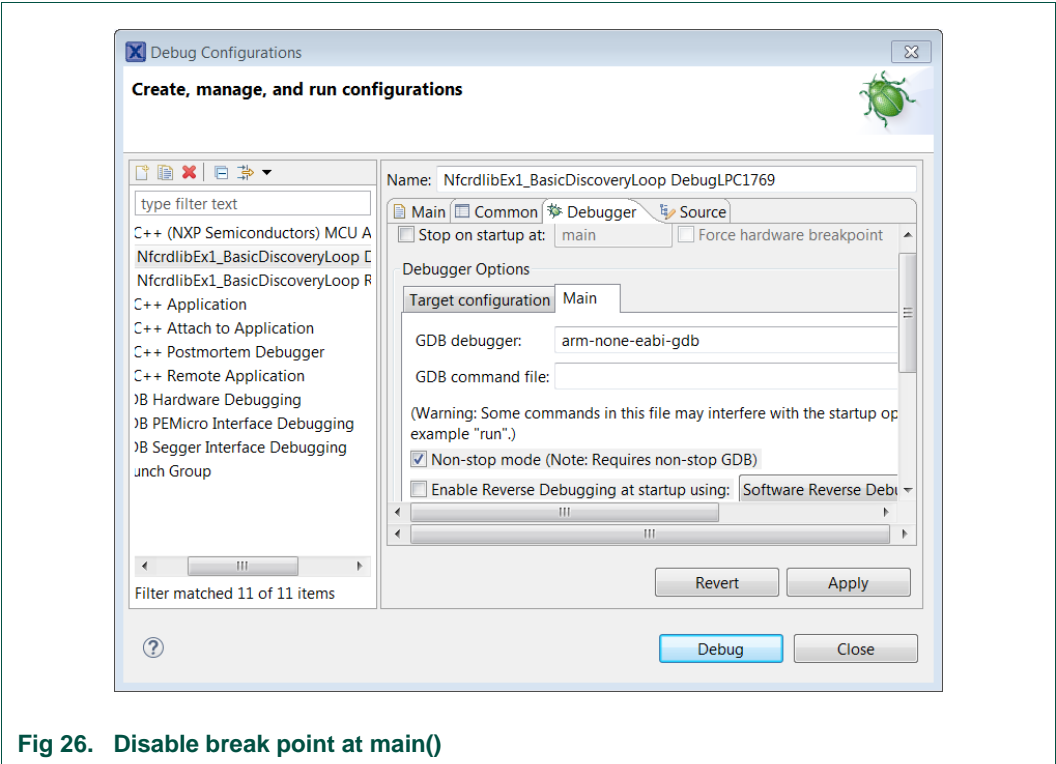 Debug Configurations
Create, manage, and run configurations
type filter text
C++ (NXP Semiconductors) MCU A
NfcrdlibEx1_BasicDiscoveryLoop D
NfcrdlibEx1_BasicDiscoveryLoop R
C++ Application
C++ Attach to Application
C++ Postmortem Debugger
C++ Remote Application
DB Hardware Debugging
DB PEMicro Interface Debugging
DB Segger Interface Debugging
unch Group
Filter matched 11 of 11 items
Name: NfcrdlibEx1_BasicDiscoveryLoop DebugLPC1769
Main Common Debugger Source
Stop on startup at: main Force hardware breakpoint
Debugger Options
Target configuration Main
GDB debugger: arm-none-eabi-gdb
GDB command file:
(Warning: Some commands in this file may interfere with the startup op
example "run".)
Non-stop mode (Note: Requires non-stop GDB)
Enable Reverse Debugging at startup using: Software Reverse Debu
Revert Apply
Debug Close
Fig 26. Disable break point at main()